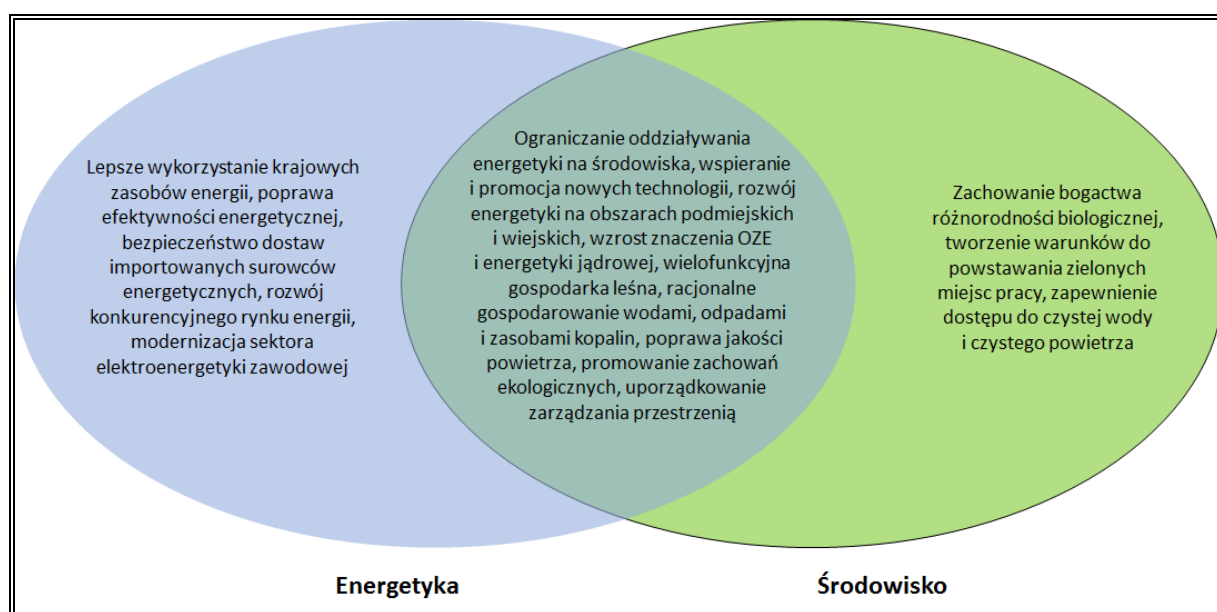 Lepsze wykorzystanie krajowych
zasobów energii, poprawa
efektywności energetycznej,
bezpieczeństwo dostaw
importowanych surowców
energetycznych, rozwój
konkurencyjnego rynku energii,
modernizacja sektora
elektroenergetyki zawodowej
Ograniczanie oddziaływania
energetyki na środowiska, wspieranie
i promocja nowych technologii, rozwój
energetyki na obszarach podmiejskich
i wiejskich, wzrost znaczenia OZE
i energetyki jądrowej, wielofunkcyjna
gospodarka leśna, racjonalne
gospodarowanie wodami, odpadami
i zasobami kopalin, poprawa jakości
powietrza, promowanie zachowań
ekologicznych, uporządkowanie
zarządzania przestrzenią
Zachowanie bogactwa
różnorodności biologicznej,
tworzenie warunków do
powstawania zielonych
miejsc pracy, zapewnienie
dostępu do czystej wody
i czystego powietrza
Energetyka
Środowisko